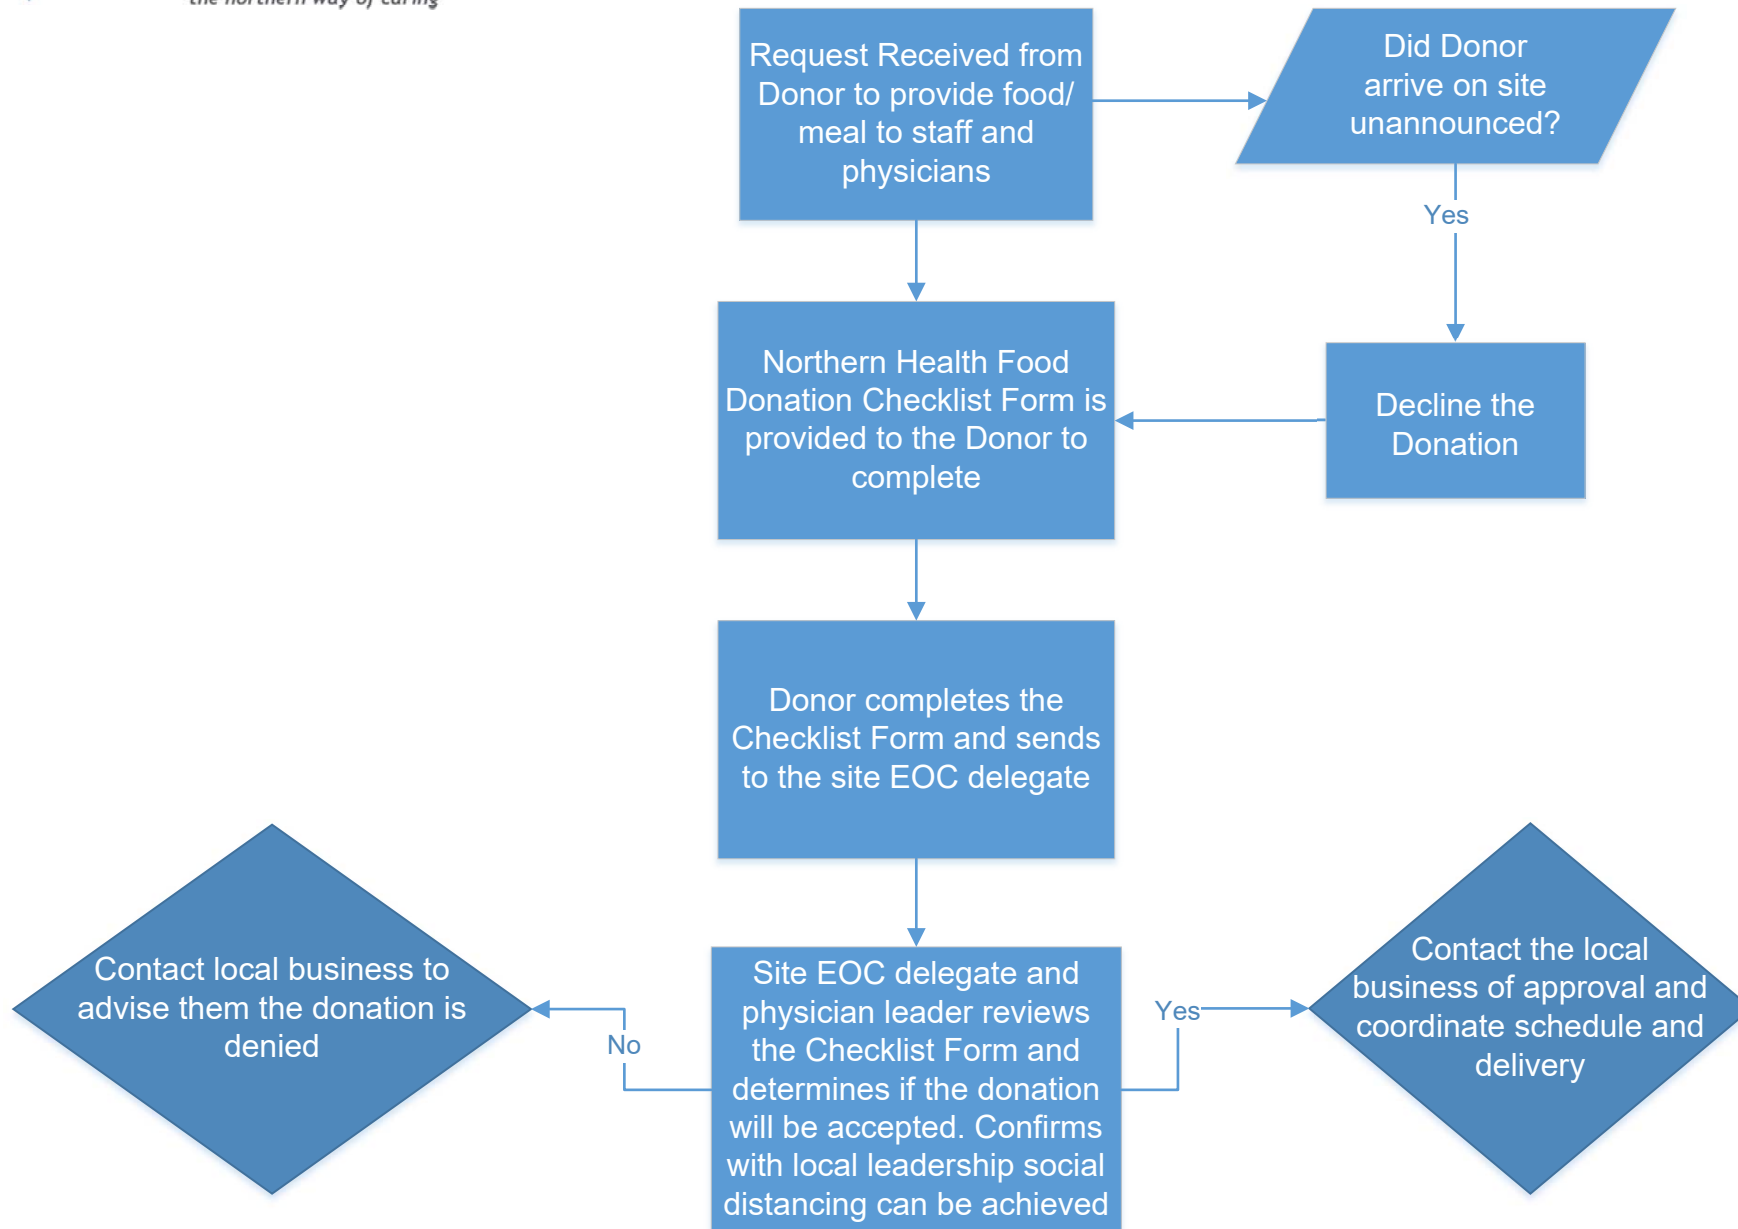 the northern way of caring
Request Received from
Donor to provide food/
meal to staff and
physicians
Did Donor
arrive on site
unannounced?
Yes
Northern Health Food
Donation Checklist Form is
provided to the Donor to
complete
Decline the
Donation
Donor completes the
Checklist Form and sends
to the site EOC delegate
Contact local business to
advise them the donation is
denied
No
Site EOC delegate and
physician leader reviews
the Checklist Form and
determines if the donation
will be accepted. Confirms
with local leadership social
distancing can be achieved
Yes
Contact the local
business of approval and
coordinate schedule and
delivery